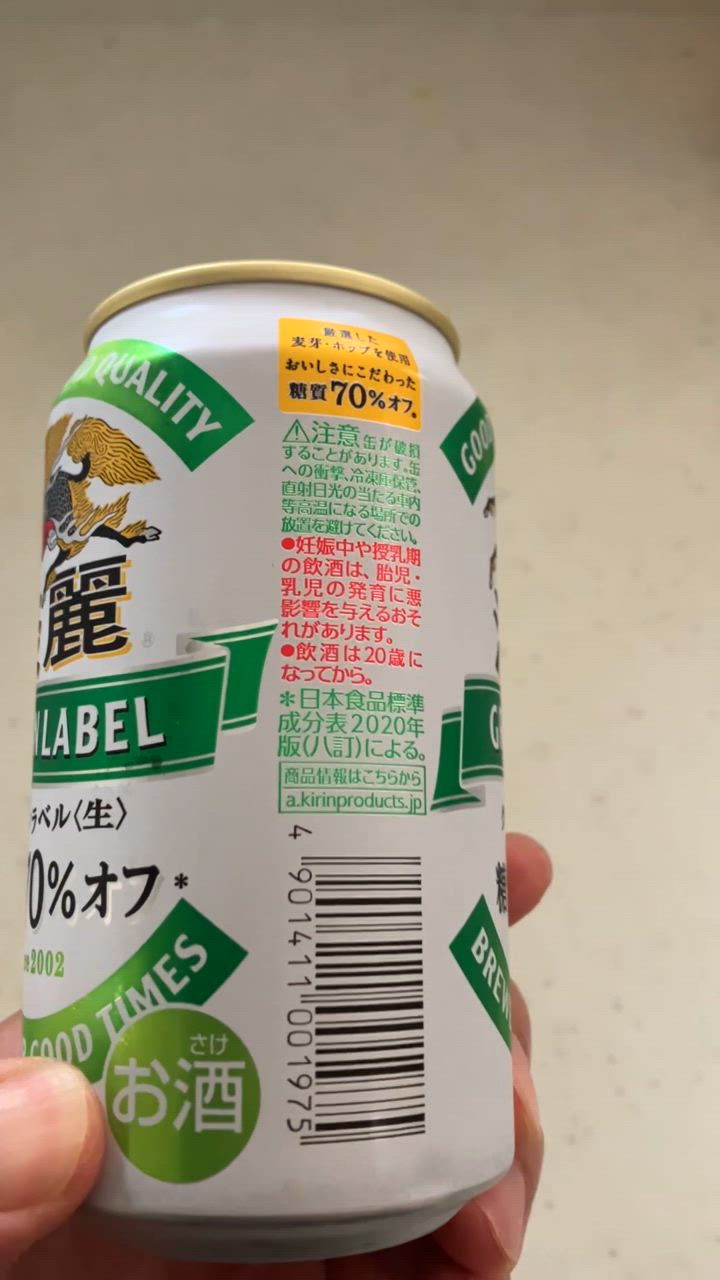 QUALITY
麗
®
LABEL
ラベル〈生〉
0%オフ*
2002
GOOD TIMES
さけ
お酒
厳選した
麦芽・ホップを使用
おいしさにこだわった
糖質70%オフ。
⚠注意 缶が破損
することがあります。缶
への衝撃、冷凍庫保管、
直射日光の当たる車内
等高温になる場所での
放置を避けてください。
●妊娠中や授乳期
の飲酒は、胎児・
乳児の発育に悪
影響を与えるおそ
れがあります。
●飲酒は20歳に
なってから。
*日本食品標準
成分表2020年
版(八訂)による。
商品情報はこちらから
a.kirinproducts.jp
4 901411 001975
GOOD
G
糖
BREW